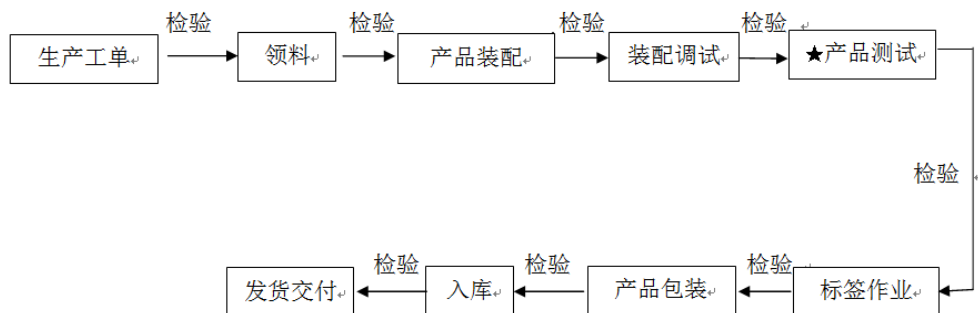 检验 检验 检验 检验
生产工单 领料 产品装配 装配调试 ★产品测试
检验
检验 检验 检验
发货交付 入库 产品包装 标签作业